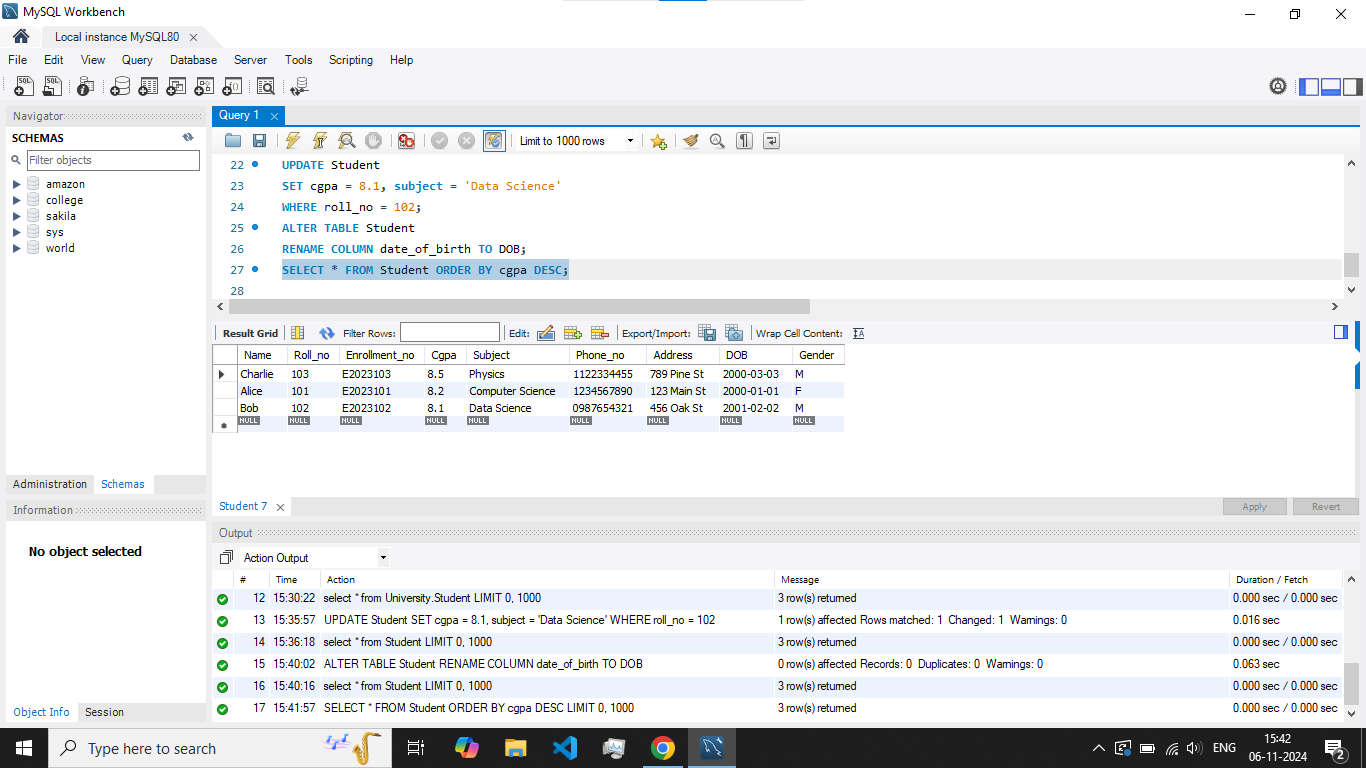 MySQL Workbench
Local instance MySQL80
File Edit View Query Database Server Tools Scripting Help
Navigator
SCHEMAS
Filter objects
amazon
college
sakila
sys
world
Administration Schemas
Information
No object selected
Object Info Session
Query 1
Limit to 1000 rows
22 UPDATE Student
23 SET cgpa = 8.1, subject = 'Data Science'
24 WHERE roll_no = 102;
25 ALTER TABLE Student
26 RENAME COLUMN date_of_birth TO DOB;
27 SELECT * FROM Student ORDER BY cgpa DESC;
28
Result Grid Filter Rows: Edit: Export/Import: Wrap Cell Content:
Name Roll_no Enrollment_no Cgpa Subject Phone_no Address DOB Gender
Charlie 103 E2023103 8.5 Physics 1122334455 789 Pine St 2000-03-03 M
Alice 101 E2023101 8.2 Computer Science 1234567890 123 Main St 2000-01-01 F
Bob 102 E2023102 8.1 Data Science 0987654321 456 Oak St 2001-02-02 M
NULL NULL NULL NULL NULL NULL NULL NULL NULL
Student 7
Apply Revert
Output
Action Output
# Time Action Message Duration / Fetch
12 15:30:22 select * from University.Student LIMIT 0, 1000 3 row(s) returned 0.000 sec / 0.000 sec
13 15:35:57 UPDATE Student SET cgpa = 8.1, subject = 'Data Science' WHERE roll_no = 102 1 row(s) affected Rows matched: 1 Changed: 1 Warnings: 0 0.016 sec
14 15:36:18 select * from Student LIMIT 0, 1000 3 row(s) returned 0.000 sec / 0.000 sec
15 15:40:02 ALTER TABLE Student RENAME COLUMN date_of_birth TO DOB 0 row(s) affected Records: 0 Duplicates: 0 Warnings: 0 0.063 sec
16 15:40:16 select * from Student LIMIT 0, 1000 3 row(s) returned 0.000 sec / 0.000 sec
17 15:41:57 SELECT * FROM Student ORDER BY cgpa DESC LIMIT 0, 1000 3 row(s) returned 0.000 sec / 0.000 sec
Type here to search
ENG
15:42
06-11-2024
2